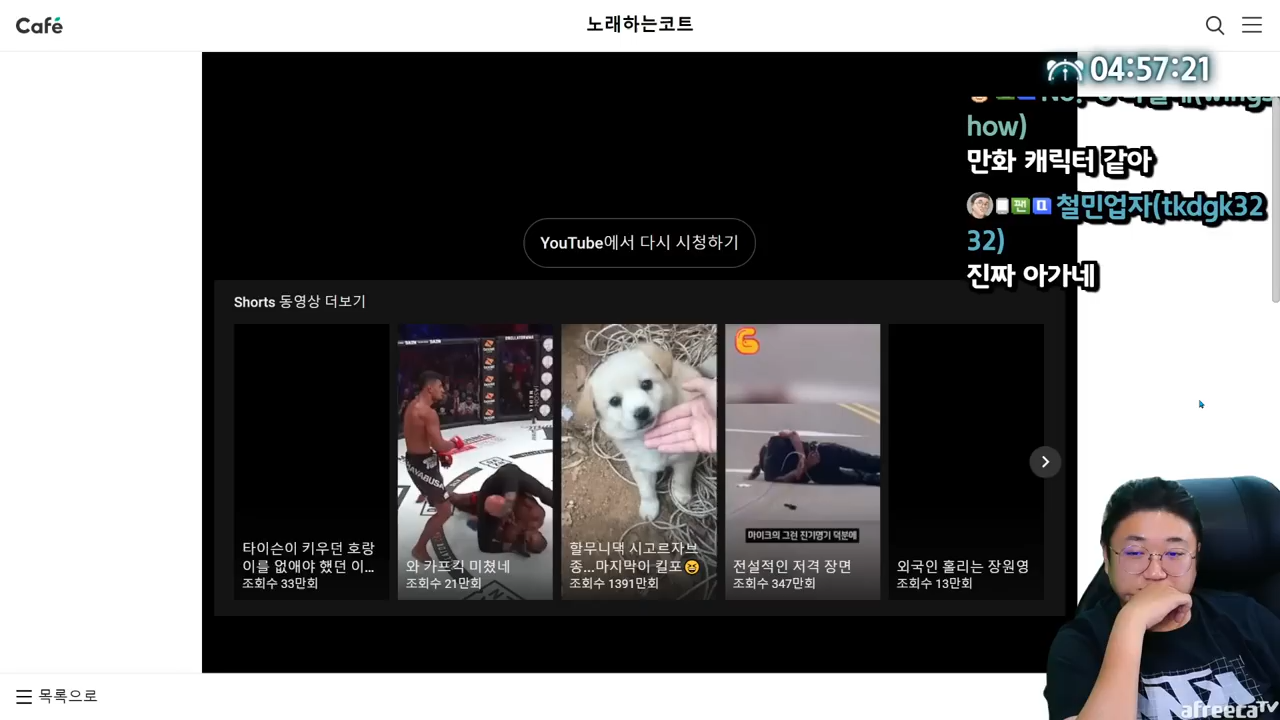 Café
노래하는코트
04:57:21
how)
만화 캐릭터 같아
팬 철민업자(tkdgk32
32)
진짜 아가네
YouTube에서 다시 시청하기
Shorts 동영상 더보기
타이슨이 키우던 호랑
이를 없애야 했던 이...
조회수 33만회
와 카프킥 미쳤네
조회수 21만회
할무니댁 시고르자브
종...마지막이 킬포😆
조회수 1391만회
마이크의 그런 진기명기 덕분에
전설적인 저격 장면
조회수 347만회
외국인 홀리는 장원영
조회수 13만회
목록으로
afreecaTV